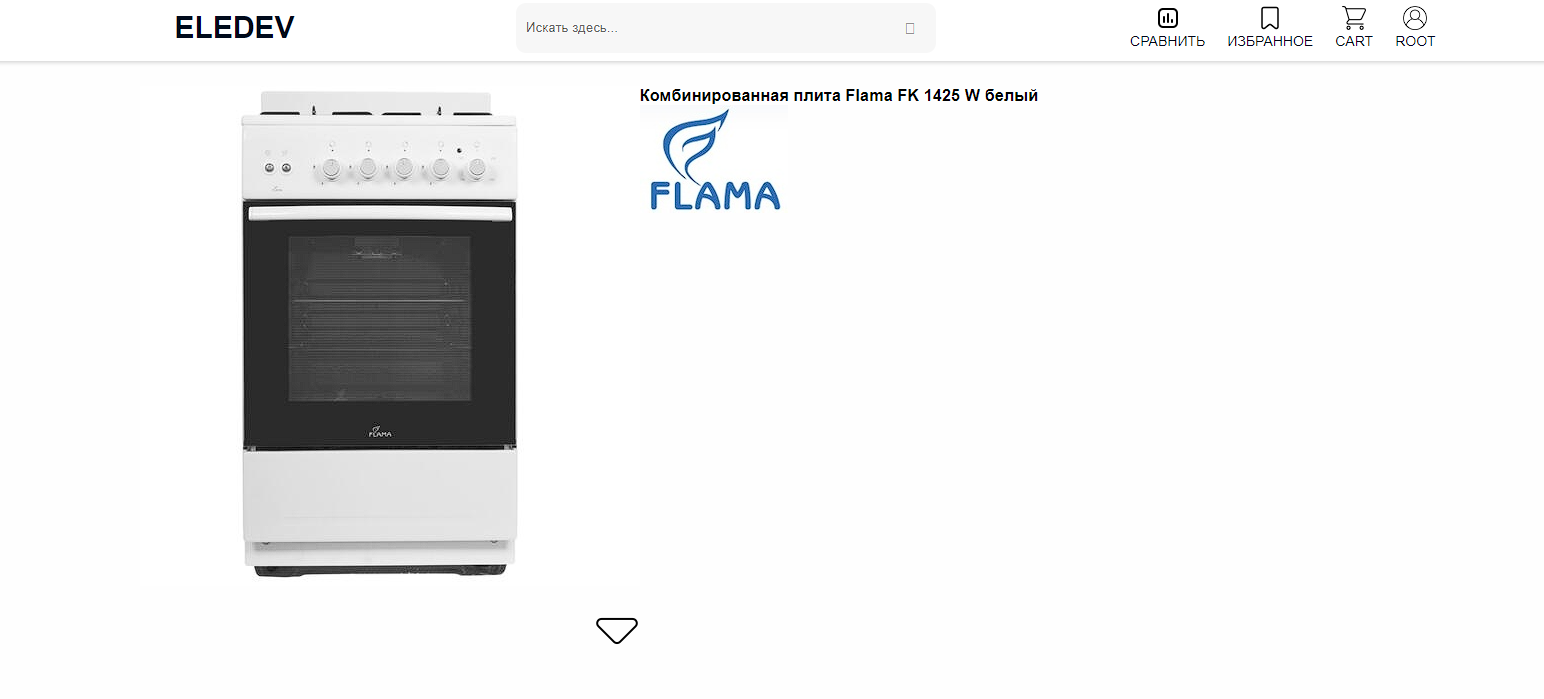 ELEDEV
Искать здесь...
СРАВНИТЬ
ИЗБРАННОЕ
CART
ROOT
Комбинированная плита Flama FK 1425 W белый
FLAMA
FLAMA